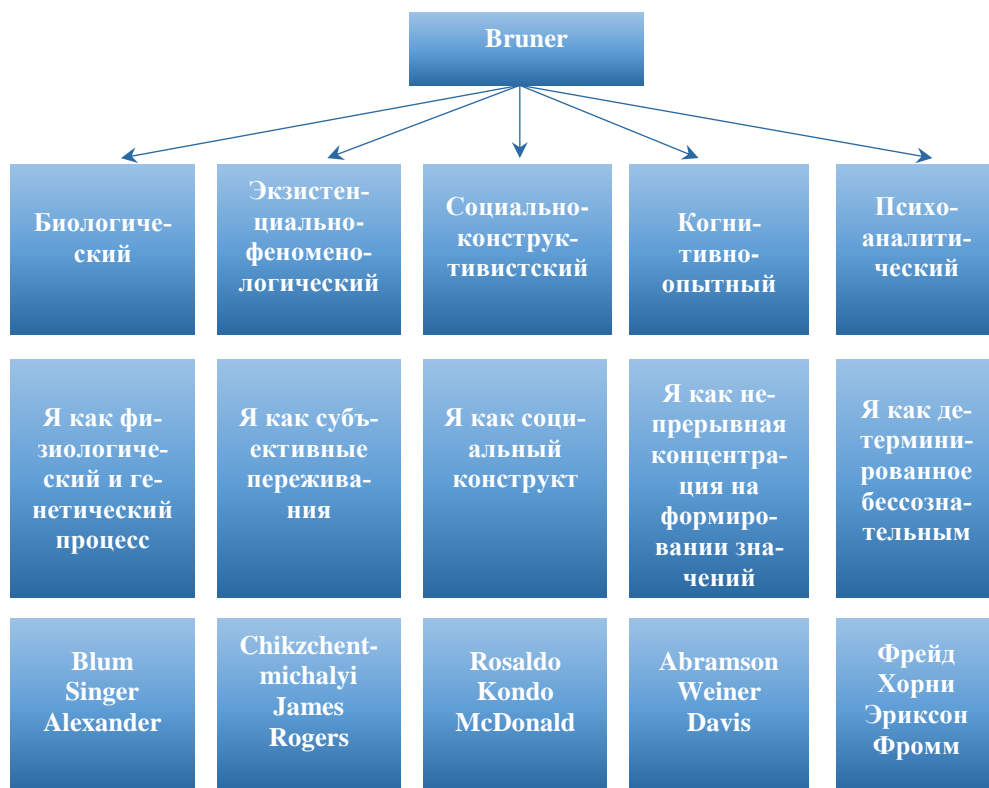 Bruner
Биологиче-
ский
Экзистен-
циально-
феномено-
логический
Социально-
конструк-
тивистский
Когни-
тивно-
опытный
Психо-
аналити-
ческий
Я как фи-
зиологиче-
ский и ге-
нетический
процесс
Я как субъ-
ективные
пережива-
ния
Я как соци-
альный
конструкт
Я как не-
прерывная
концентра-
ция на
формиро-
вании зна-
чений
Я как де-
термини-
рованное
бессозна-
тельным
Blum
Singer
Alexander
Chikzchent-
michalyi
James
Rogers
Rosaldo
Kondo
McDonald
Abramson
Weiner
Davis
Фрейд
Хорни
Эриксон
Фромм